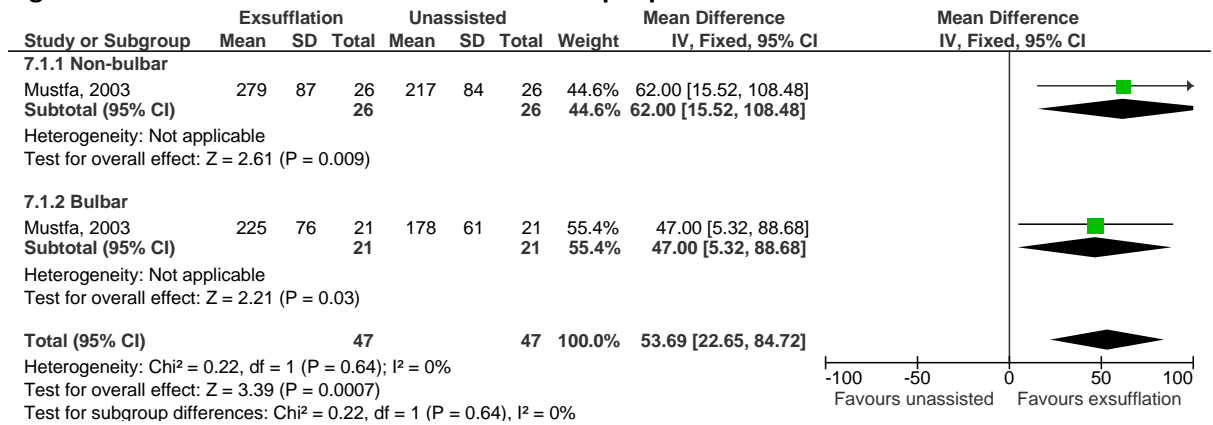 Exsufflation Unassisted Mean Difference Mean Difference
Study or Subgroup Mean SD Total Mean SD Total Weight IV, Fixed, 95% CI IV, Fixed, 95% CI
7.1.1 Non-bulbar
Mustfa, 2003 279 87 26 217 84 26 44.6% 62.00 [15.52, 108.48]
Subtotal (95% CI) 26 26 44.6% 62.00 [15.52, 108.48]
Heterogeneity: Not applicable
Test for overall effect: Z = 2.61 (P = 0.009)
7.1.2 Bulbar
Mustfa, 2003 225 76 21 178 61 21 55.4% 47.00 [5.32, 88.68]
Subtotal (95% CI) 21 21 55.4% 47.00 [5.32, 88.68]
Heterogeneity: Not applicable
Test for overall effect: Z = 2.21 (P = 0.03)
Total (95% CI) 47 47 100.0% 53.69 [22.65, 84.72]
Heterogeneity: Chi² = 0.22, df = 1 (P = 0.64); I² = 0%
Test for overall effect: Z = 3.39 (P = 0.0007)
Test for subgroup differences: Chi² = 0.22, df = 1 (P = 0.64), I² = 0%
-100 -50 0 50 100
Favours unassisted Favours exsufflation